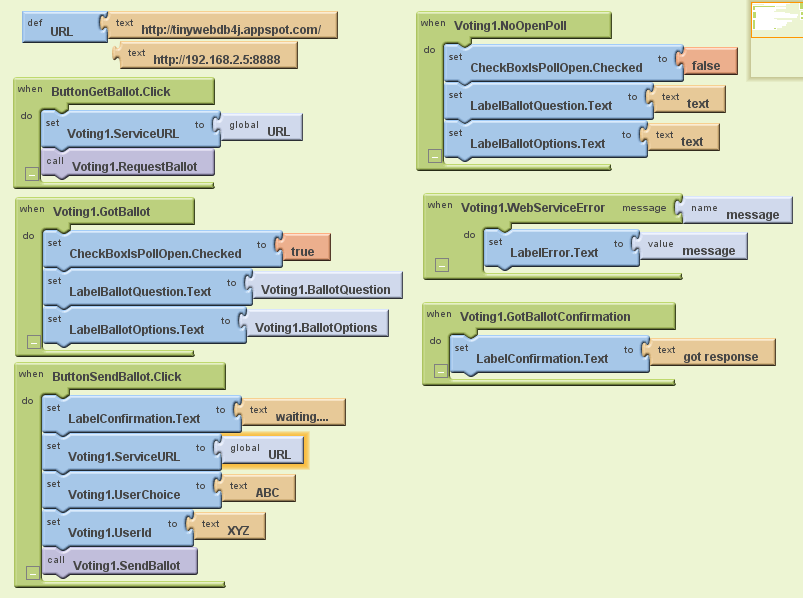 def URL text http://tinywebdb4j.appspot.com/
text http://192.168.2.5:8888
when ButtonGetBallot.Click
do set Voting1.ServiceURL to global URL
call Voting1.RequestBallot
when Voting1.GotBallot
do set CheckBoxIsPollOpen.Checked to true
set LabelBallotQuestion.Text to Voting1.BallotQuestion
set LabelBallotOptions.Text to Voting1.BallotOptions
when ButtonSendBallot.Click
do set LabelConfirmation.Text to text waiting....
set Voting1.ServiceURL to global URL
set Voting1.UserChoice to text ABC
set Voting1.UserId to text XYZ
call Voting1.SendBallot
when Voting1.NoOpenPoll
do set CheckBoxIsPollOpen.Checked to false
set LabelBallotQuestion.Text to text text
set LabelBallotOptions.Text to text text
when Voting1.WebServiceError message name message
do set LabelError.Text to value message
when Voting1.GotBallotConfirmation
do set LabelConfirmation.Text to text got response